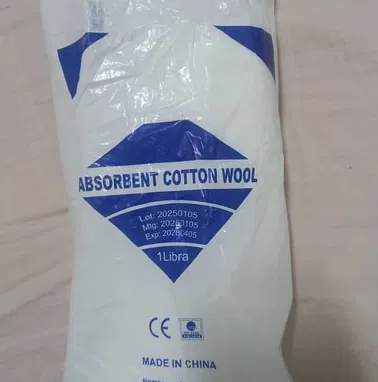 ABSORBENT COTTON WOOL
Lot: 20250105
Mfg: 20250105
Exp: 20280405
1Libra
CE
MADE IN CHINA